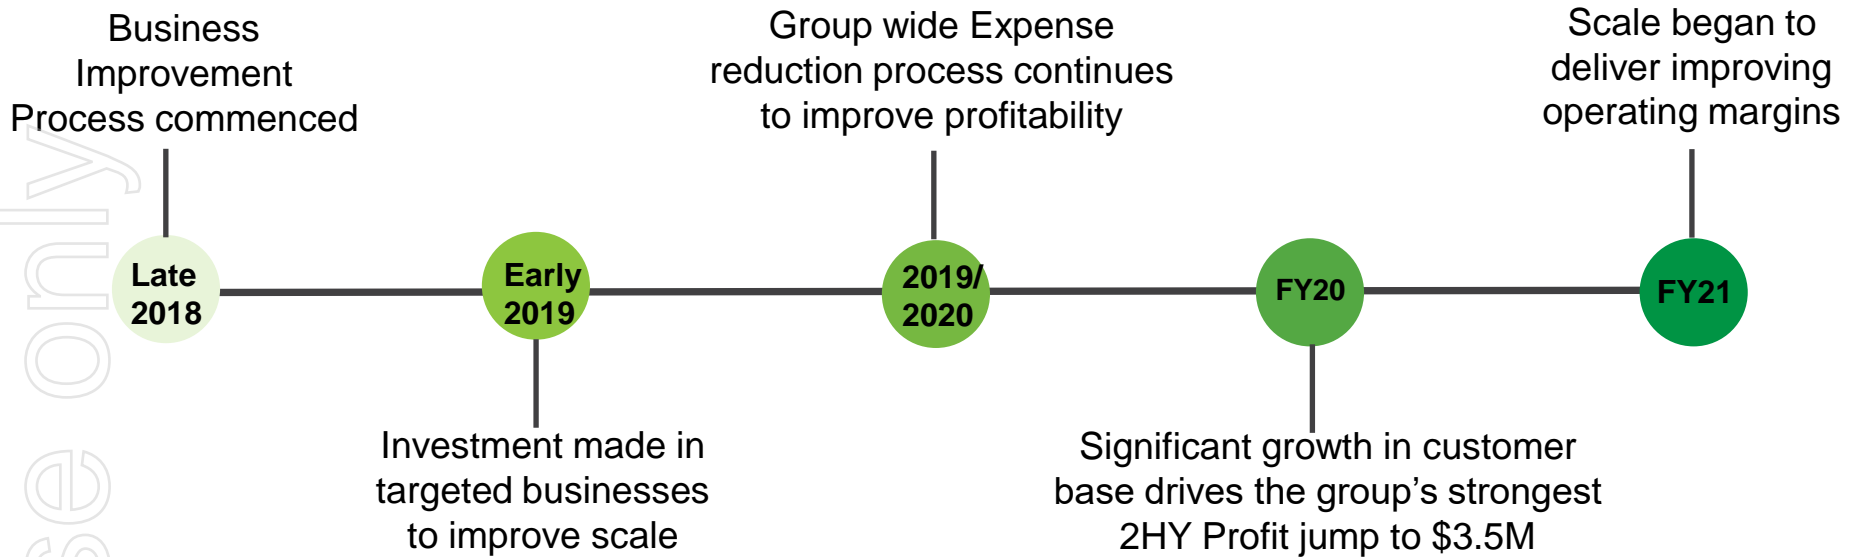 Business
Improvement
Process commenced
Group wide Expense
reduction process continues
to improve profitability
Scale began to
deliver improving
operating margins
Late
2018
Early
2019
2019/
2020
FY20
FY21
Investment made in
targeted businesses
to improve scale
Significant growth in customer
base drives the group’s strongest
2HY Profit jump to $3.5M
se only